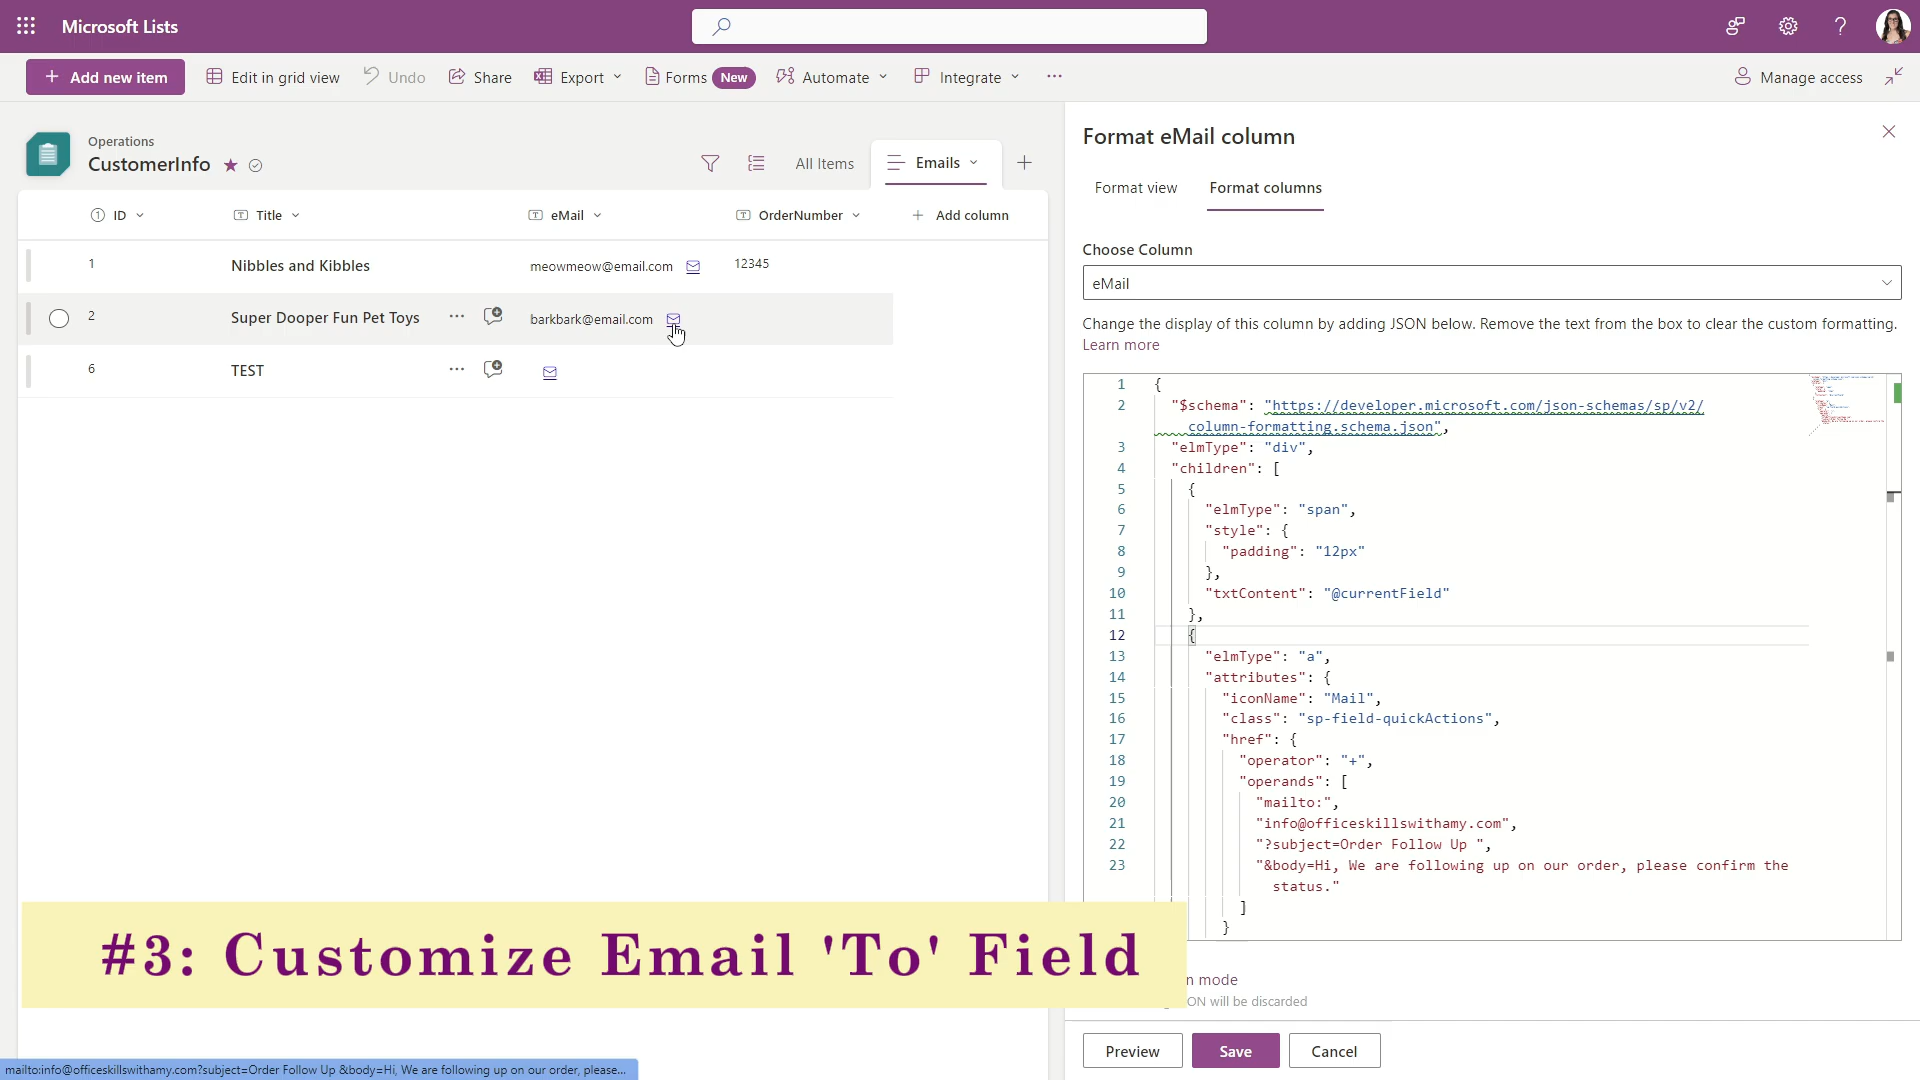 Microsoft Lists
Add new item
Edit in grid view
Undo
Share
Export
Forms
New
Automate
Integrate
Manage access
Operations
CustomerInfo
All Items
Emails
ID
Title
eMail
OrderNumber
Add column
1
Nibbles and Kibbles
meowmeow@email.com
12345
2
Super Dooper Fun Pet Toys
barkbark@email.com
6
TEST
Format eMail column
Format view
Format columns
Choose Column
eMail
Change the display of this column by adding JSON below. Remove the text from the box to clear the custom formatting.
Learn more
1 {
2 "$schema": "https://developer.microsoft.com/json-schemas/sp/v2/
column-formatting.schema.json",
3 "elmType": "div",
4 "children": [
5 {
6 "elmType": "span",
7 "style": {
8 "padding": "12px"
9 },
10 "txtContent": "@currentField"
11 },
12 {
13 "elmType": "a",
14 "attributes": {
15 "iconName": "Mail",
16 "class": "sp-field-quickActions",
17 "href": {
18 "operator": "+",
19 "operands": [
20 "mailto:",
21 "info@officeskillswithamy.com",
22 "?subject=Order Follow Up ",
23 "&body=Hi, We are following up on our order, please confirm the
status."
]
}
#3: Customize Email 'To' Field
n mode
ON will be discarded
Preview
Save
Cancel
mailto:info@officeskillswithamy.com?subject=Order Follow Up &body=Hi, We are following up on our order, please...